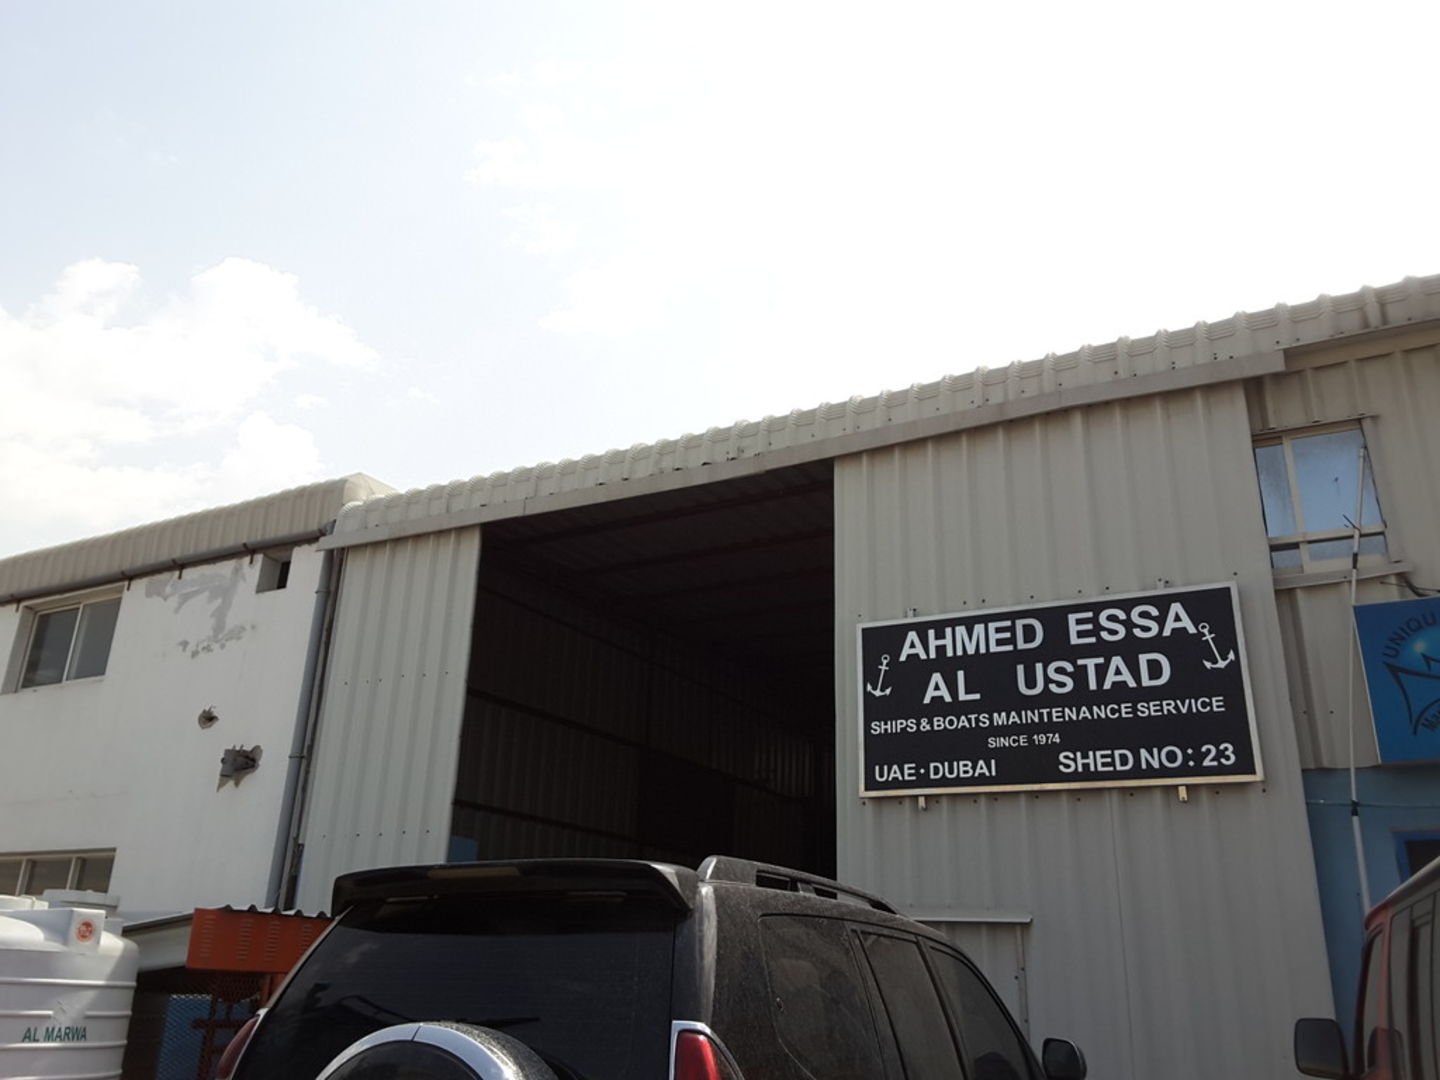 AHMED ESSA
AL USTAD
SHIPS & BOATS MAINTENANCE SERVICE
SINCE 1974
UAE • DUBAI SHED NO: 23
AL MARWA